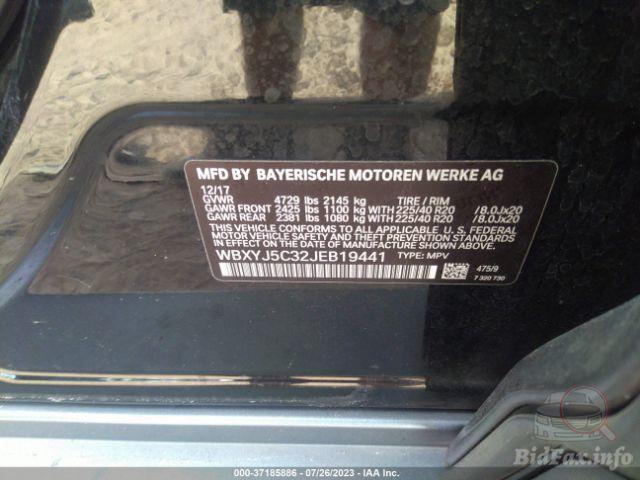 MFD BY BAYERISCHE MOTOREN WERKE AG
12/17
GVWR 4729 lbs 2145 kg TIRE / RIM
GAWR FRONT 2425 lbs 1100 kg WITH 225/40 R20 /8.0Jx20
GAWR REAR 2381 lbs 1080 kg WITH 225/40 R20 /8.0Jx20
THIS VEHICLE CONFORMS TO ALL APPLICABLE U. S. FEDERAL
MOTOR VEHICLE SAFETY, BUMPER, AND THEFT PREVENTION
STANDARDS IN EFFECT ON THE DATE OF MANUFACTURE SHOWN ABOVE.
WBXYJ5C32JEB19441 TYPE: MPV
475/9
7 320 730
000-37185886 / 07/26/2023 - IAA Inc.
BidFax.info